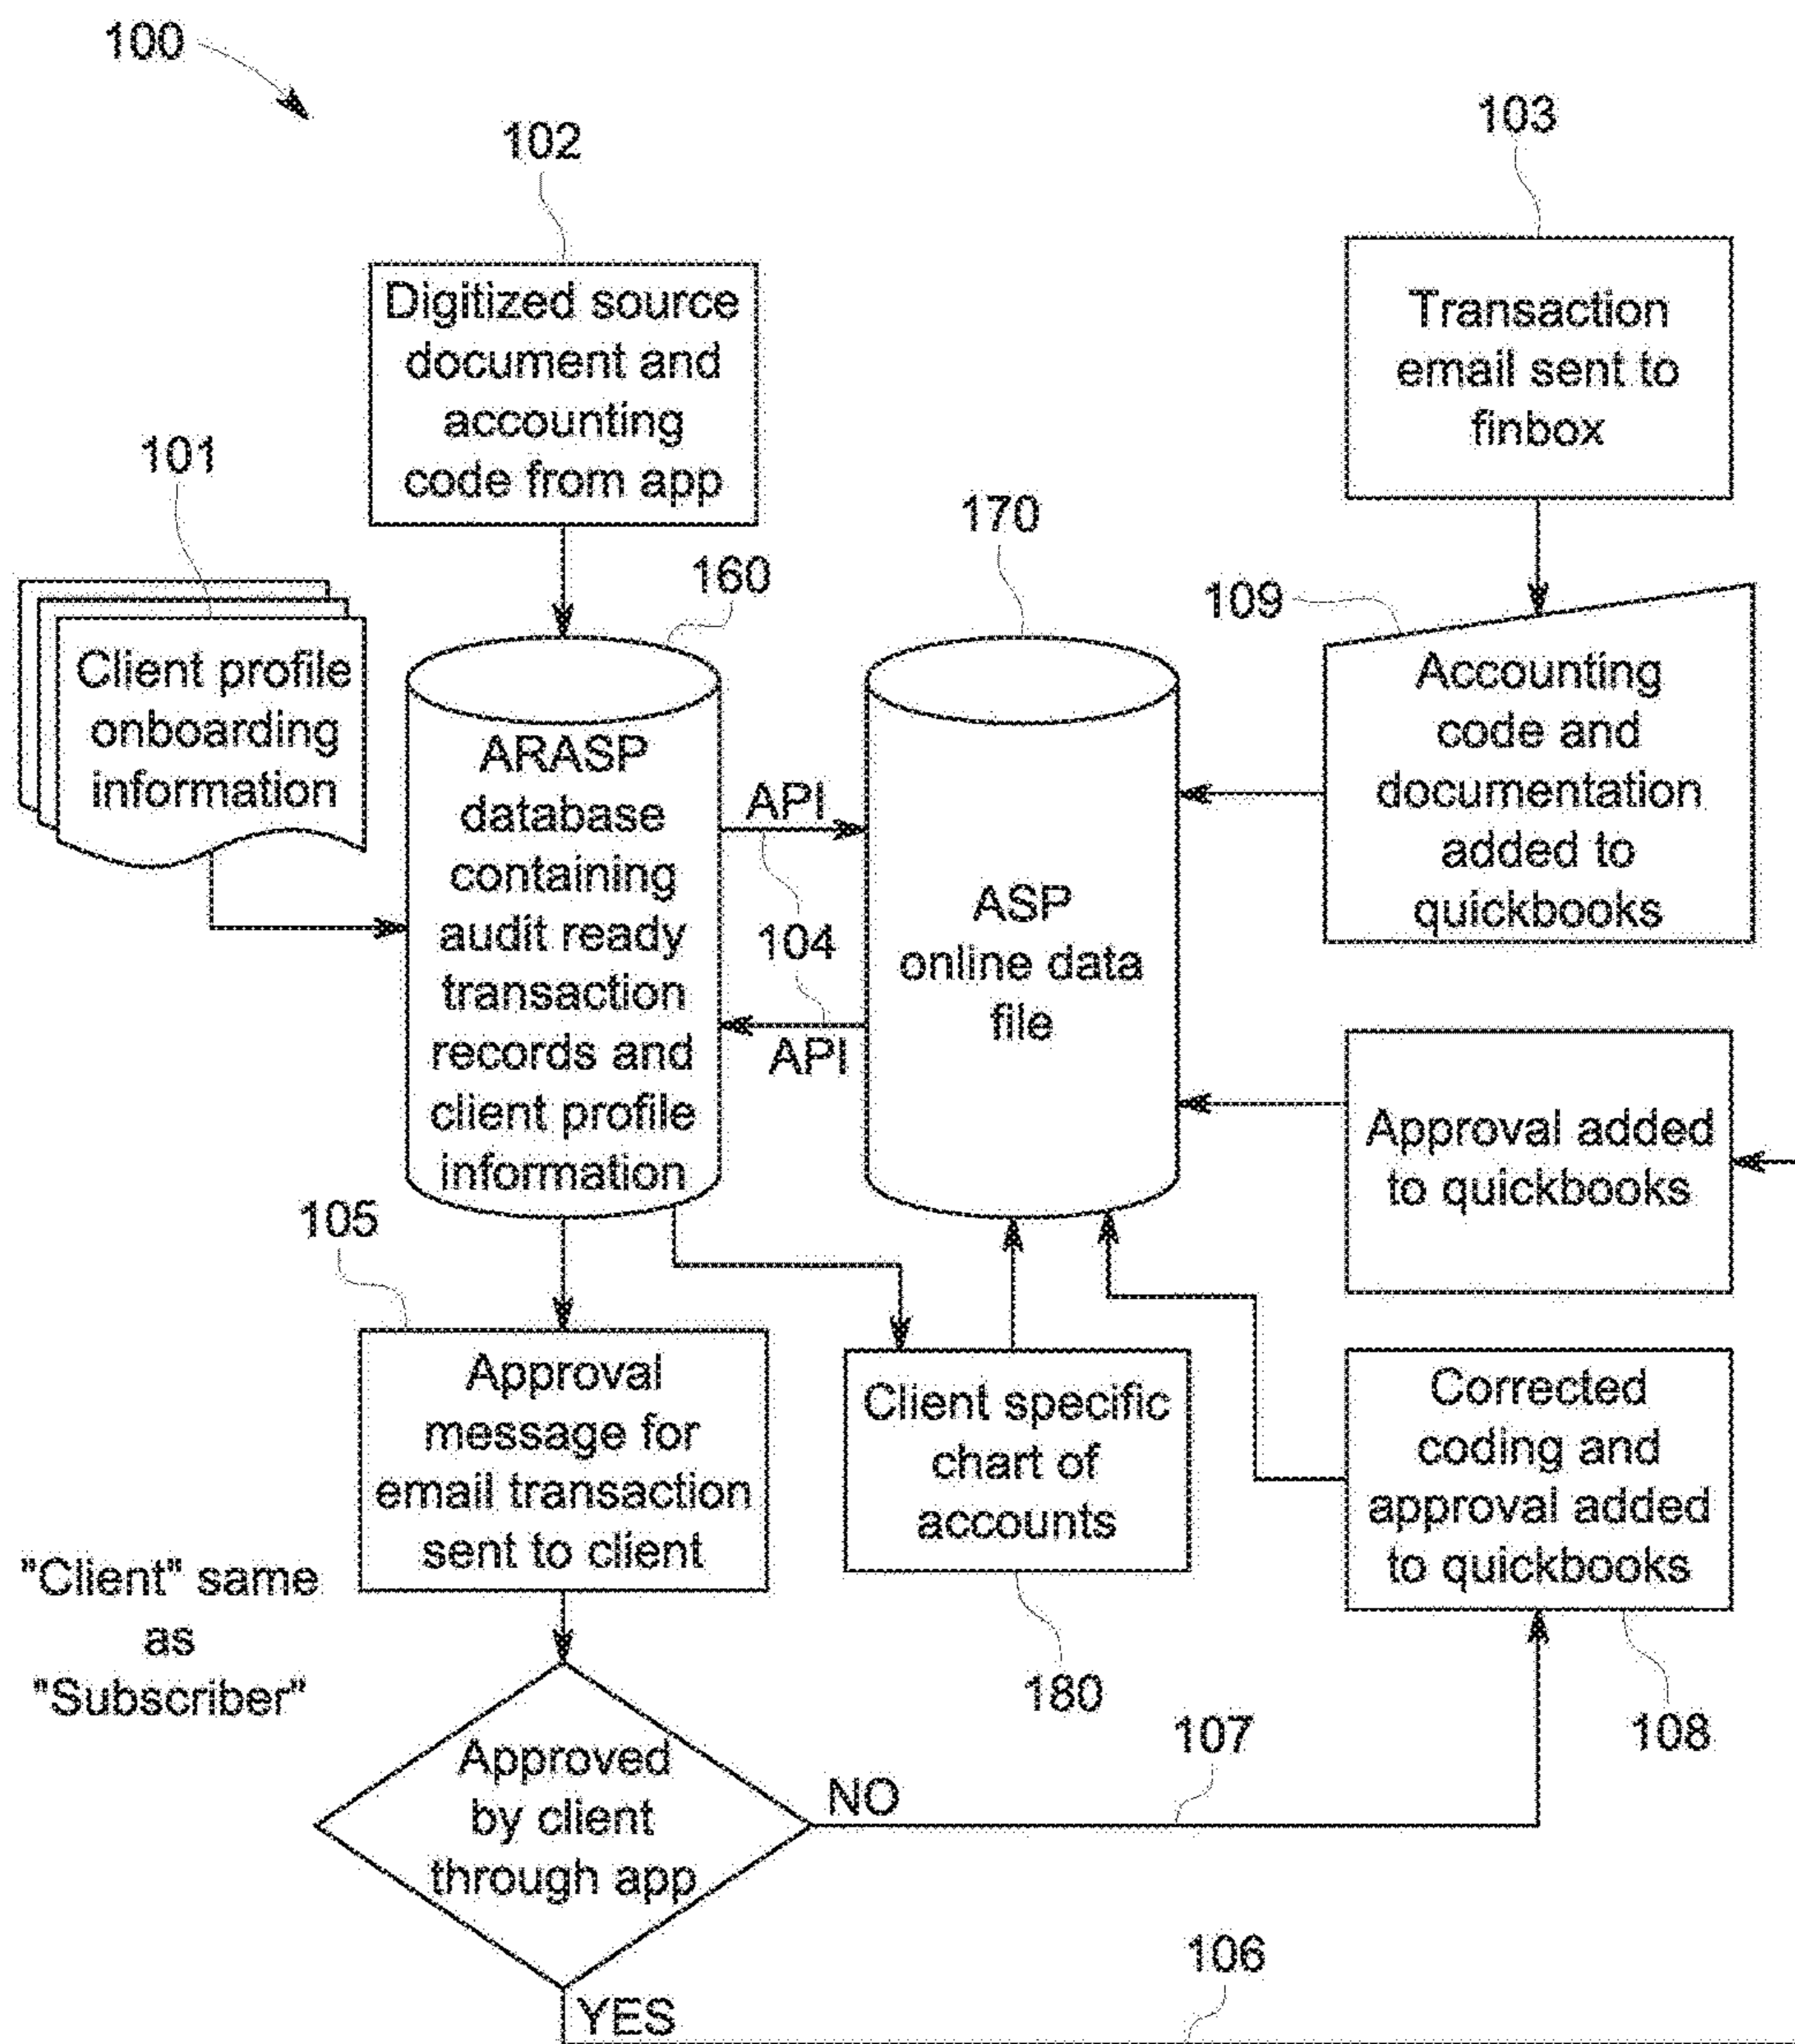 100
102
Digitized source
document and
accounting
code from app
103
Transaction
email sent to
finbox
101
Client profile
onboarding
information
160
ARASP
database
containing
audit ready
transaction
records and
client profile
information
API
104
API
170
ASP
online data
file
109
Accounting
code and
documentation
added to
quickbooks
Approval added
to quickbooks
105
Approval
message for
email transaction
sent to client
Client specific
chart of
accounts
180
Corrected
coding and
approval added
to quickbooks
108
"Client" same
as
"Subscriber"
Approved
by client
through app
NO
107
YES
106